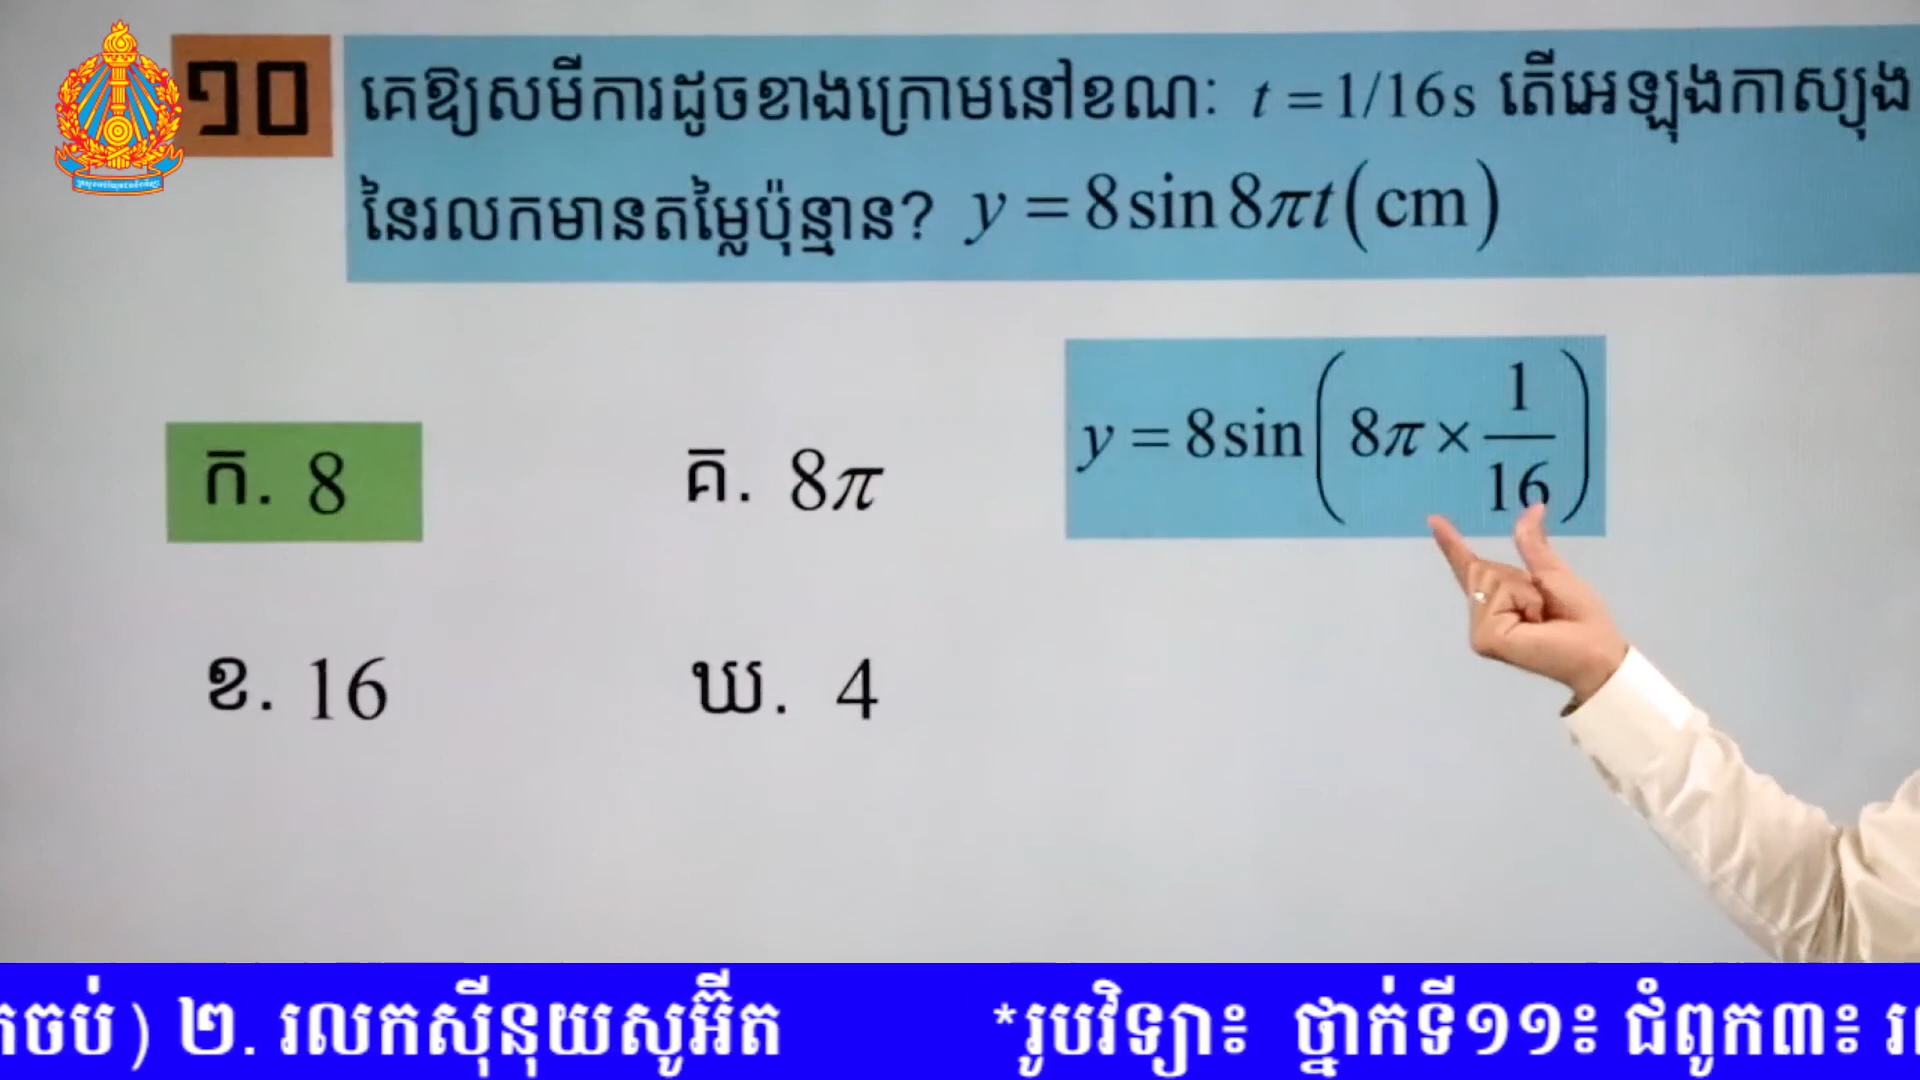 ១០
គេឱ្យសមីការដូចខាងក្រោមនៅខណៈ t = 1/16s តើអេឡុងកាស្យុង
នៃរលកមានតម្លៃប៉ុន្មាន? y = 8 sin 8πt (cm)
y = 8 sin ( 8π × 1/16 )
ក. 8
គ. 8π
ខ. 16
ឃ. 4
ចប់) ២. រលកស៊ីនុយសូអ៊ីត *រូបវិទ្យា៖ ថ្នាក់ទី១១៖ ជំពូក៣៖